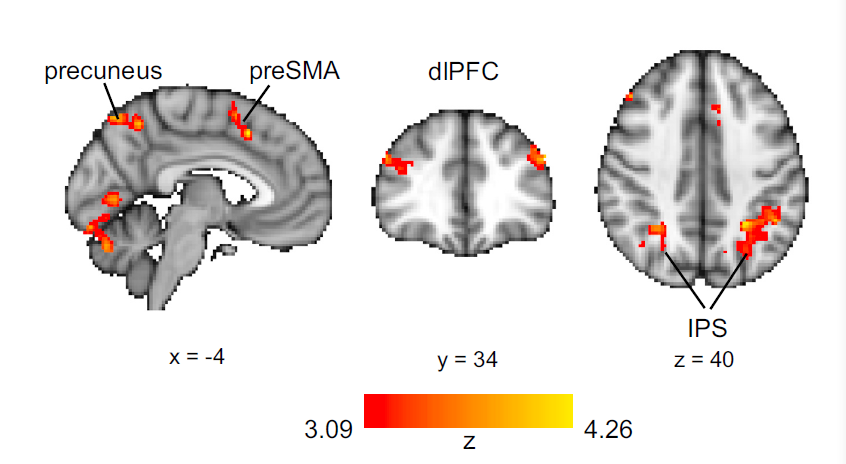 precuneus
preSMA
dlPFC
IPS
x = -4
y = 34
z = 40
3.09
4.26
z